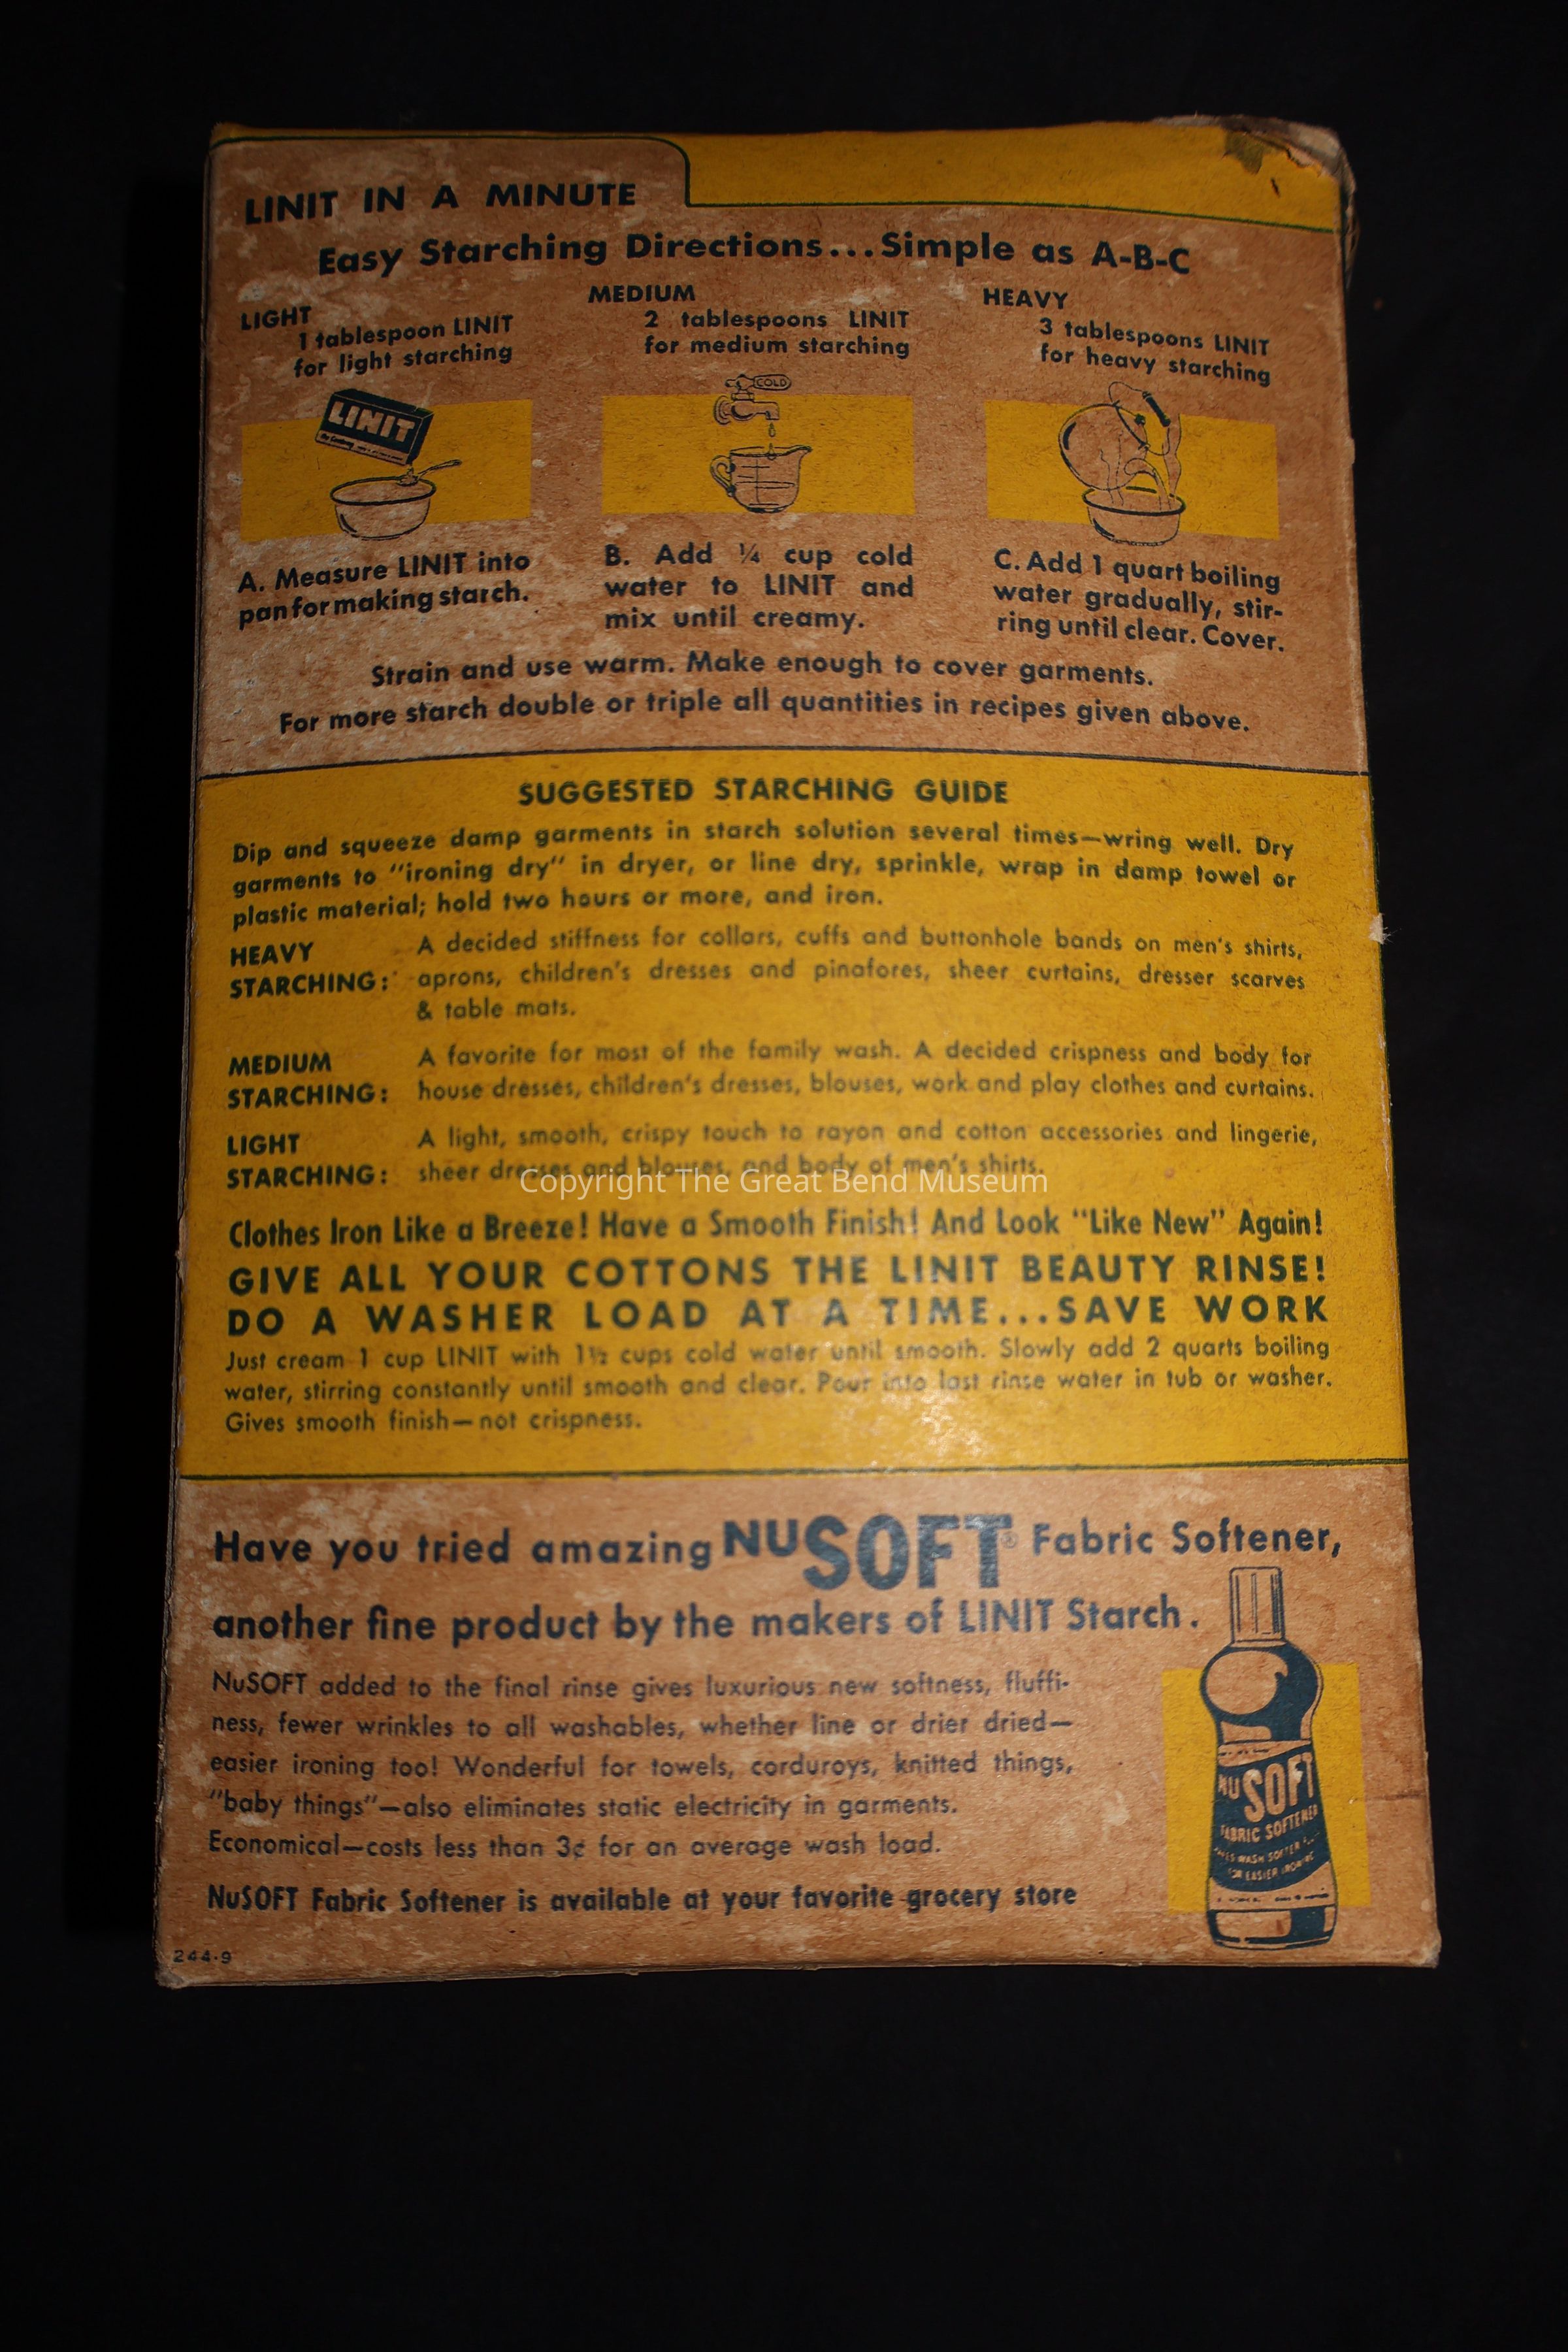 LINIT IN A MINUTE
Easy Starching Directions...Simple as A-B-C
LIGHT
1 tablespoon LINIT
for light starching
MEDIUM
2 tablespoons LINIT
for medium starching
HEAVY
3 tablespoons LINIT
for heavy starching
LINIT
COLD
A. Measure LINIT into
pan for making starch.
B. Add ¼ cup cold
water to LINIT and
mix until creamy.
C. Add 1 quart boiling
water gradually, stir-
ring until clear. Cover.
Strain and use warm. Make enough to cover garments.
For more starch double or triple all quantities in recipes given above.
SUGGESTED STARCHING GUIDE
Dip and squeeze damp garments in starch solution several times—wring well. Dry
garments to "ironing dry" in dryer, or line dry, sprinkle, wrap in damp towel or
plastic material; hold two hours or more, and iron.
HEAVY STARCHING: A decided stiffness for collars, cuffs and buttonhole bands on men's shirts,
aprons, children's dresses and pinafores, sheer curtains, dresser scarves
& table mats.
MEDIUM STARCHING: A favorite for most of the family wash. A decided crispness and body for
house dresses, children's dresses, blouses, work and play clothes and curtains.
LIGHT STARCHING: A light, smooth, crispy touch to rayon and cotton accessories and lingerie,
sheer dresses and blouses, and body of men's shirts.
Copyright The Great Bend Museum
Clothes Iron Like a Breeze! Have a Smooth Finish! And Look "Like New" Again!
GIVE ALL YOUR COTTONS THE LINIT BEAUTY RINSE!
DO A WASHER LOAD AT A TIME...SAVE WORK
Just cream 1 cup LINIT with 1½ cups cold water until smooth. Slowly add 2 quarts boiling
water, stirring constantly until smooth and clear. Pour into last rinse water in tub or washer.
Gives smooth finish—not crispness.
Have you tried amazing NUSOFT® Fabric Softener,
another fine product by the makers of LINIT Starch.
NuSOFT added to the final rinse gives luxurious new softness, fluffi-
ness, fewer wrinkles to all washables, whether line or drier dried—
easier ironing too! Wonderful for towels, corduroys, knitted things,
"baby things"—also eliminates static electricity in garments.
Economical—costs less than 3¢ for an average wash load.
NuSOFT Fabric Softener is available at your favorite grocery store
NU SOFT
FABRIC SOFTENER
WASH SOFTER
FOR EASIER IRONING
244-9